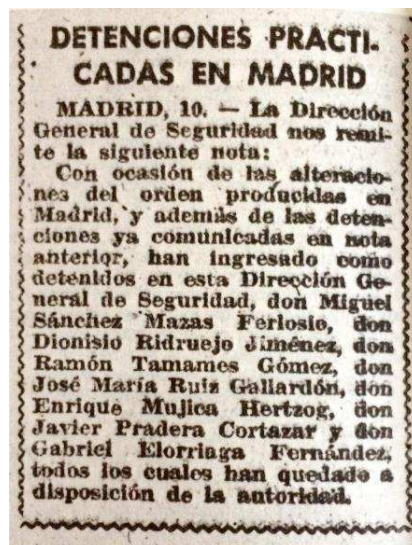 DETENCIONES PRACTI-
CADAS EN MADRID
MADRID, 10. — La Dirección
General de Seguridad nos remi-
te la siguiente nota:
Con ocasión de las alteracio-
nes del orden producidas en
Madrid, y además de las deten-
ciones ya comunicadas en nota
anterior, han ingresado como
detenidos en esta Dirección Ge-
neral de Seguridad, don Miguel
Sánchez Mazas Ferlosio, don
Dionisio Ridruejo Jiménez, don
Ramón Tamames Gómez, don
José María Ruiz Gallardón, don
Enrique Mujica Hertzog, don
Javier Pradera Cortazar y don
Gabriel Elorriaga Fernández,
todos los cuales han quedado a
disposición de la autoridad.